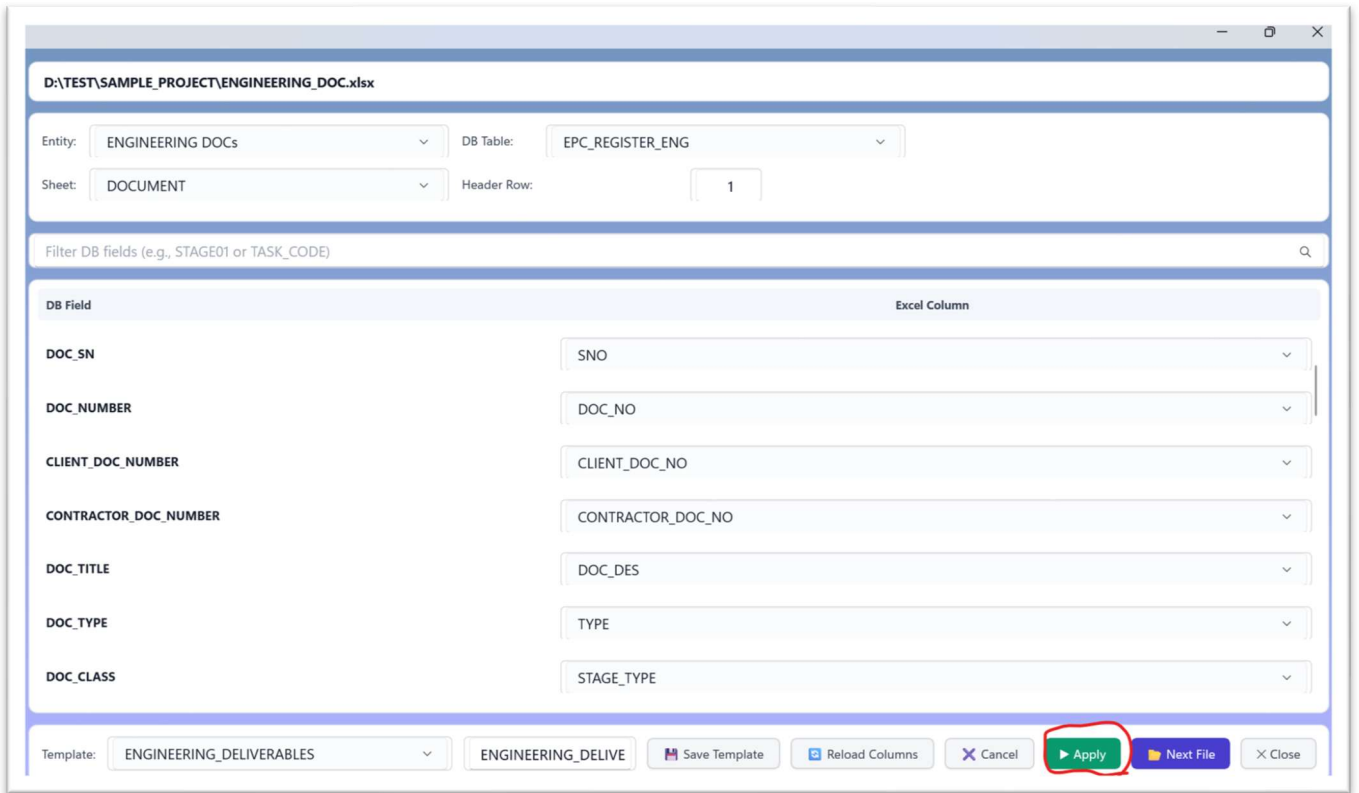 D:\TEST\SAMPLE_PROJECT\ENGINEERING_DOC.xlsx
Entity: ENGINEERING DOCs DB Table: EPC_REGISTER_ENG
Sheet: DOCUMENT Header Row: 1
Filter DB fields (e.g., STAGE01 or TASK_CODE)
DB Field Excel Column
DOC_SN SNO
DOC_NUMBER DOC_NO
CLIENT_DOC_NUMBER CLIENT_DOC_NO
CONTRACTOR_DOC_NUMBER CONTRACTOR_DOC_NO
DOC_TITLE DOC_DES
DOC_TYPE TYPE
DOC_CLASS STAGE_TYPE
Template: ENGINEERING_DELIVERABLES ENGINEERING_DELIVE Save Template Reload Columns Cancel Apply Next File Close